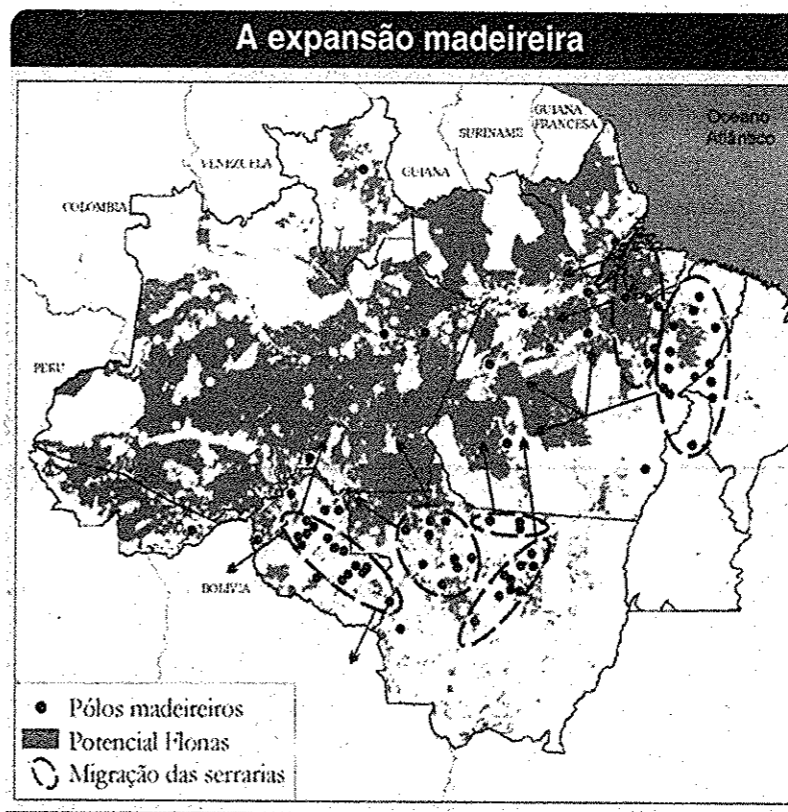 A expansão madeireira
Oceano
Atlântico
GUIANA
FRANCESA
SURINAME
GUIANA
VENEZUELA
COLOMBIA
PERU
BOLIVIA
Pólos madeireiros
Potencial Flonas
Migração das serrarias